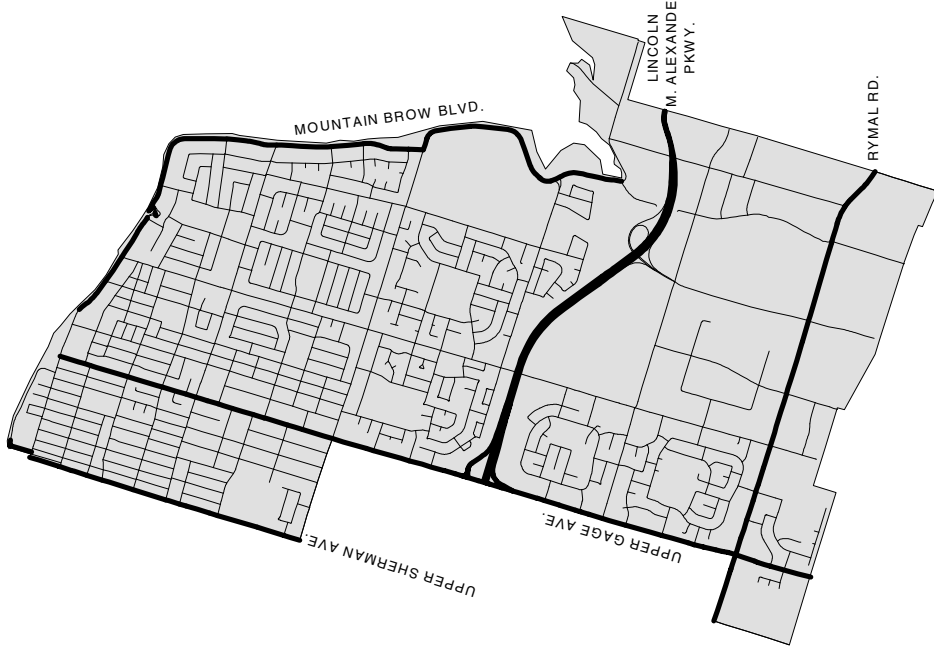 LINCOLN
M. ALEXANDE
PKWY.
RYMAL RD.
MOUNTAIN BROW BLVD.
UPPER GAGE AVE.
UPPER SHERMAN AVE.